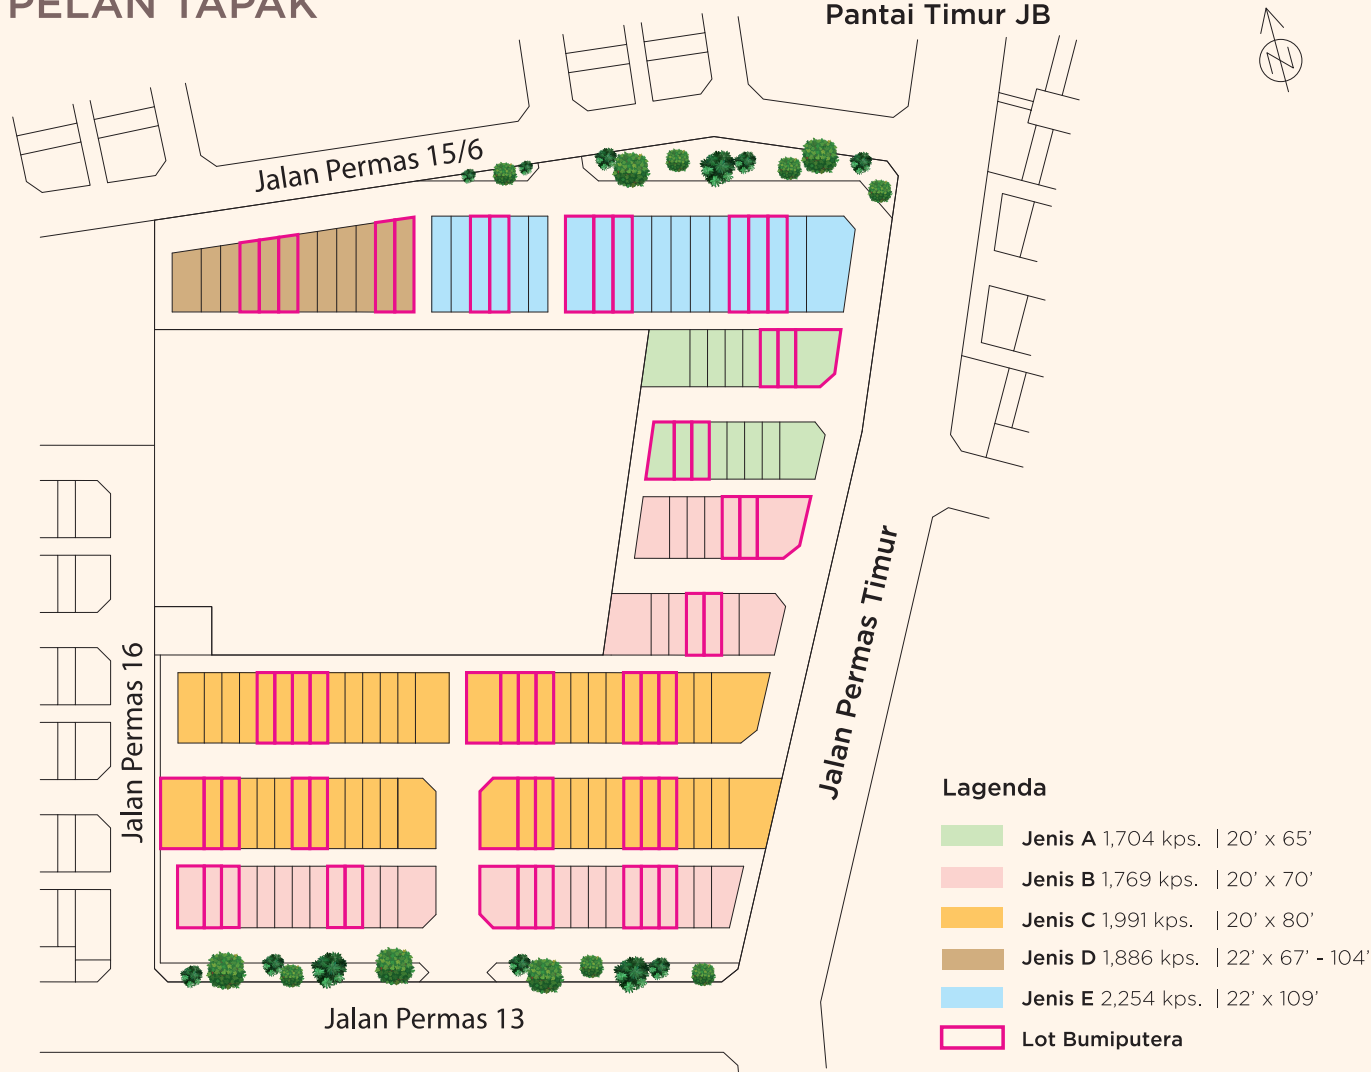 PELAN TAPAK
Pantai Timur JB
N
Jalan Permas 15/6
Jalan Permas 16
Jalan Permas Timur
Jalan Permas 13
Lagenda
Jenis A 1,704 kps. | 20' x 65'
Jenis B 1,769 kps. | 20' x 70'
Jenis C 1,991 kps. | 20' x 80'
Jenis D 1,886 kps. | 22' x 67' - 104'
Jenis E 2,254 kps. | 22' x 109'
Lot Bumiputera